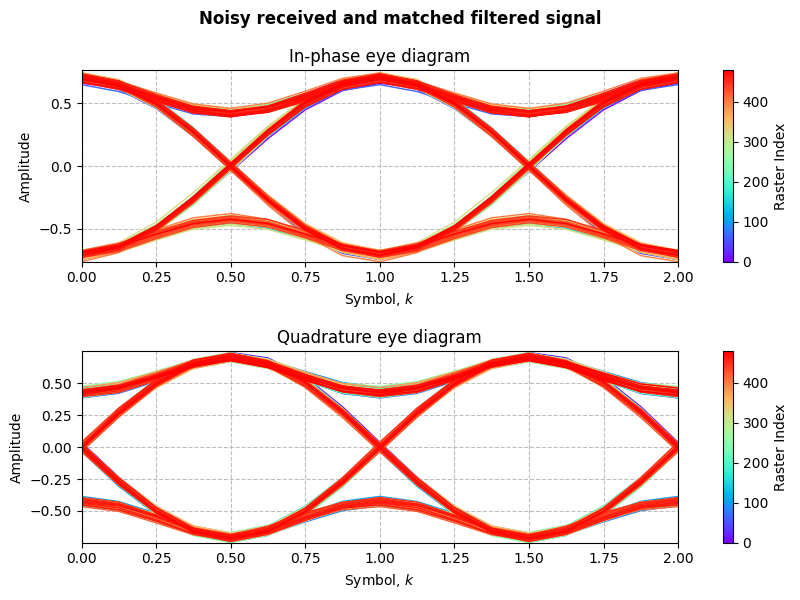 Noisy received and matched filtered signal
In-phase eye diagram
Amplitude
0.5
0.0
−0.5
0.00 0.25 0.50 0.75 1.00 1.25 1.50 1.75 2.00
Symbol, k
400
300
200
100
0
Raster Index
Quadrature eye diagram
Amplitude
0.50
0.25
0.00
−0.25
−0.50
0.00 0.25 0.50 0.75 1.00 1.25 1.50 1.75 2.00
Symbol, k
400
300
200
100
0
Raster Index